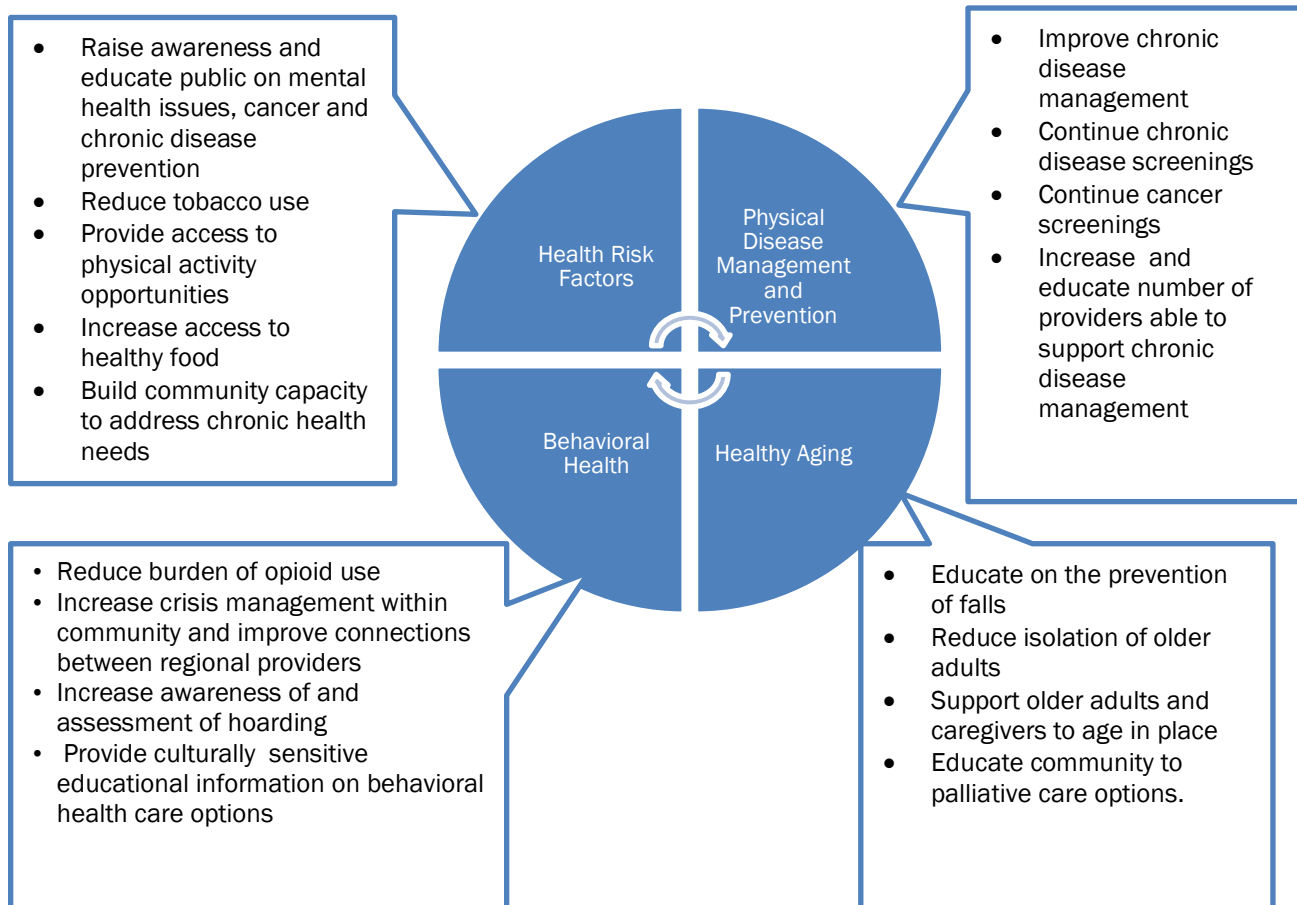 • Raise awareness and
educate public on mental
health issues, cancer and
chronic disease
prevention
• Reduce tobacco use
• Provide access to
physical activity
opportunities
• Increase access to
healthy food
• Build community capacity
to address chronic health
needs
Health Risk
Factors
Physical
Disease
Management
and
Prevention
• Improve chronic
disease
management
• Continue chronic
disease screenings
• Continue cancer
screenings
• Increase  and
educate number of
providers able to
support chronic
disease
management
Behavioral
Health
Healthy Aging
• Reduce burden of opioid use
• Increase crisis management within
community and improve connections
between regional providers
• Increase awareness of and
assessment of hoarding
•  Provide culturally  sensitive
educational information on behavioral
health care options
• Educate on the prevention
of falls
• Reduce isolation of older
adults
• Support older adults and
caregivers to age in place
• Educate community to
palliative care options.